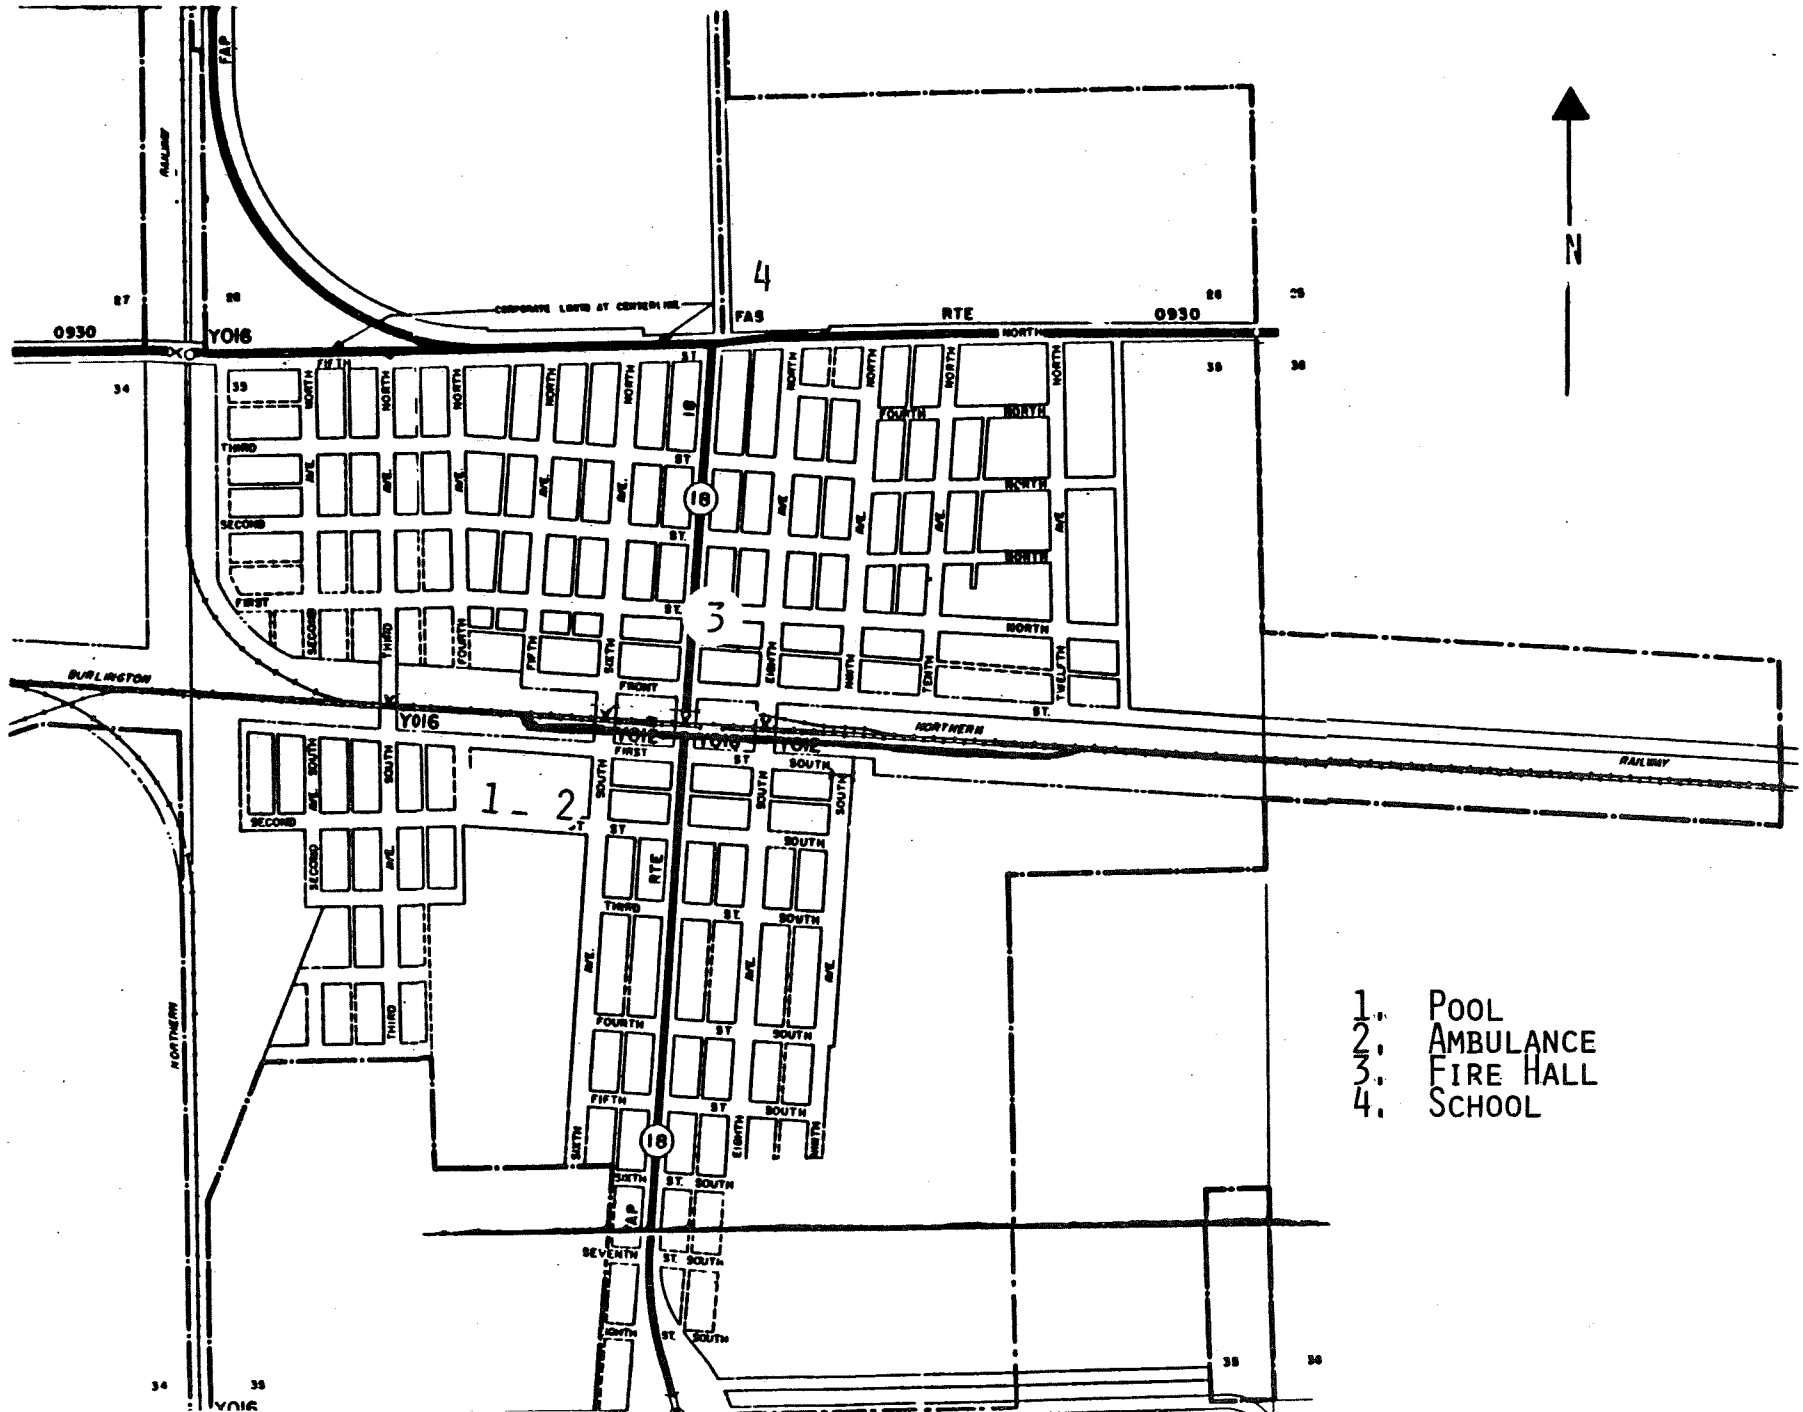 FAP
RAILWAY
N
4
27
28
CORPORATE LIMITS AT CENTERLINE
26
25
0930
Y016
FAS
RTE
0930
NORTH
FIFTH
ST
34
33
NORTH
NORTH
NORTH
NORTH
NORTH
NORTH
NORTH
NORTH
NORTH
35
36
18
FOURTH
NORTH
THIRD
ST
AVE.
AVE.
AVE.
AVE.
AVE.
NORTH
18
SECOND
ST.
AVE
AVE.
AVE.
AVE
NORTH
FIRST
ST.
3
NORTH
SECOND
THIRD
FOURTH
FIFTH
SIXTH
EIGHTH
NINTH
TENTH
TWELFTH
BURLINGTON
FRONT
ST.
Y016
NORTHERN
Y012
Y016
Y012
FIRST
ST
SOUTH
RAILWAY
SOUTH
SOUTH
SOUTH
SOUTH
SOUTH
AVE
1-2
SECOND
ST
ST
SOUTH
SECOND
AVE.
RTE
THIRD
ST.
SOUTH
AVE.
AVE.
AVE.
1. POOL
2. AMBULANCE
3. FIRE HALL
4. SCHOOL
NORTHERN
THIRD
FOURTH
ST
SOUTH
FIFTH
ST
SOUTH
SIXTH
18
EIGHTH
NINTH
SIXTH
ST.
SOUTH
FAP
SEVENTH
ST.
SOUTH
ST.
SOUTH
34
35
35
36
Y016